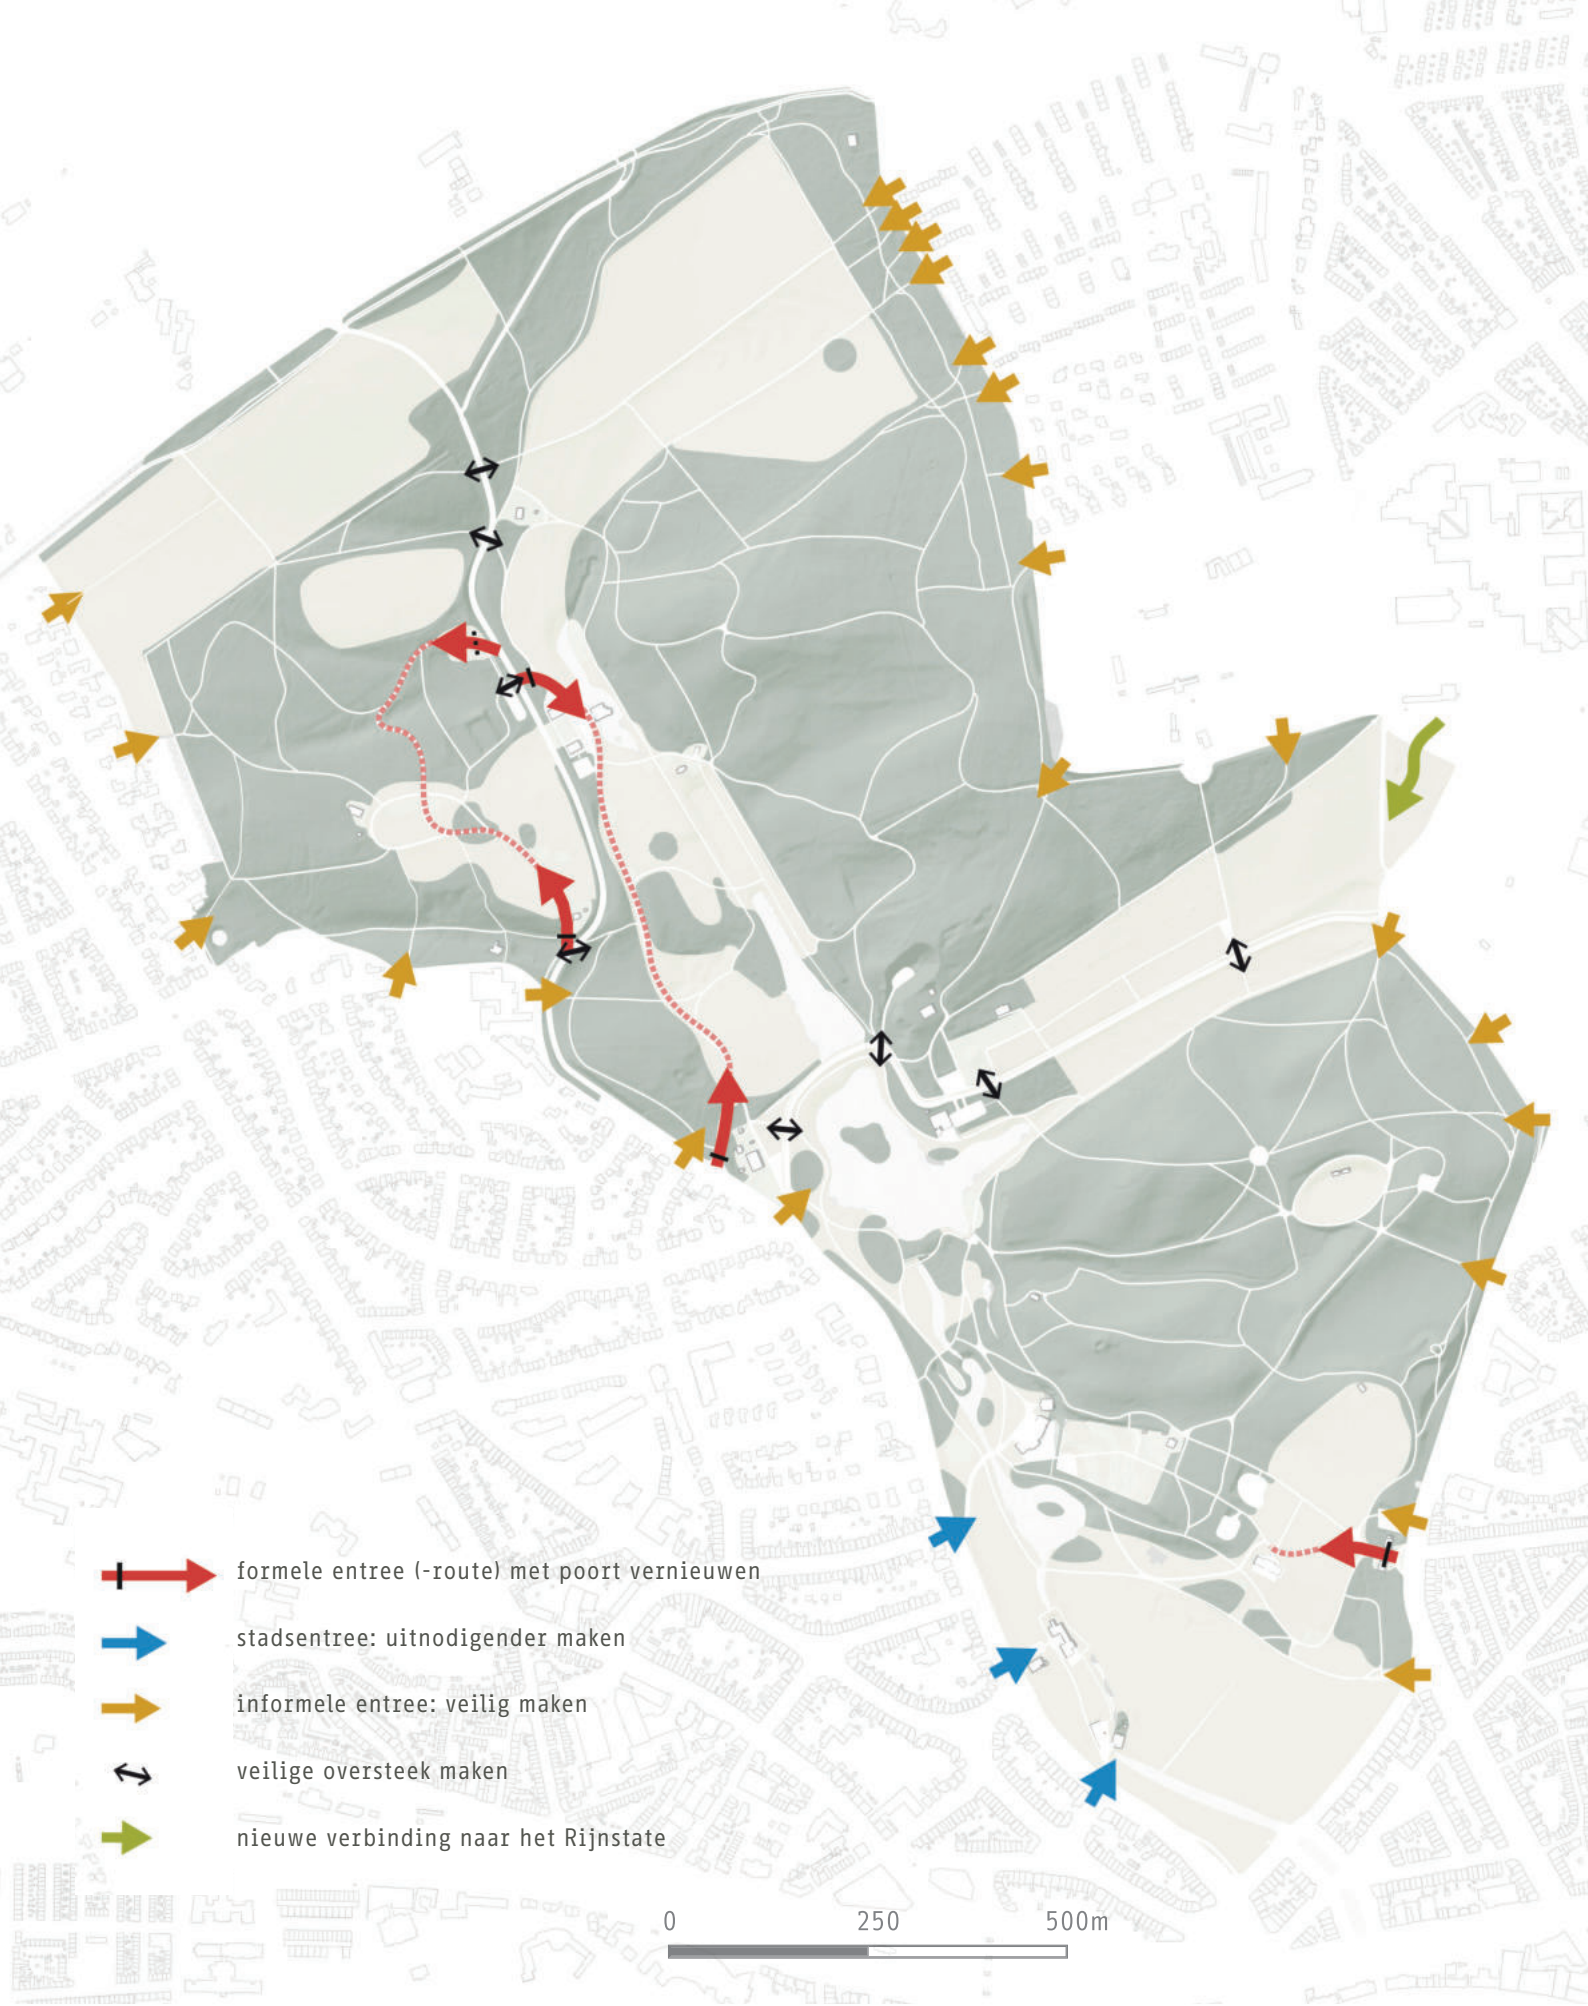 formele entree (-route) met poort vernieuwen
stadsentree: uitnodigender maken
informele entree: veilig maken
veilige oversteek maken
nieuwe verbinding naar het Rijnstate
0 250 500m